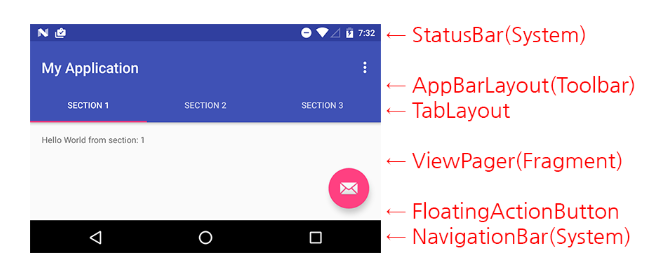 7:32
← StatusBar(System)
My Application
← AppBarLayout(Toolbar)
SECTION 1 SECTION 2 SECTION 3
← TabLayout
Hello World from section: 1
← ViewPager(Fragment)
← FloatingActionButton
← NavigationBar(System)